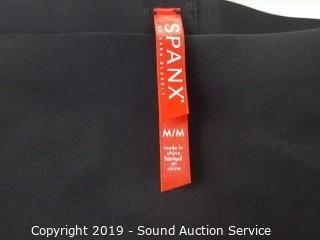 SPANX®
BY SARA BLAKELY
M/M
made in
china
fabriqué
en
chine
Copyright 2019 - Sound Auction Service